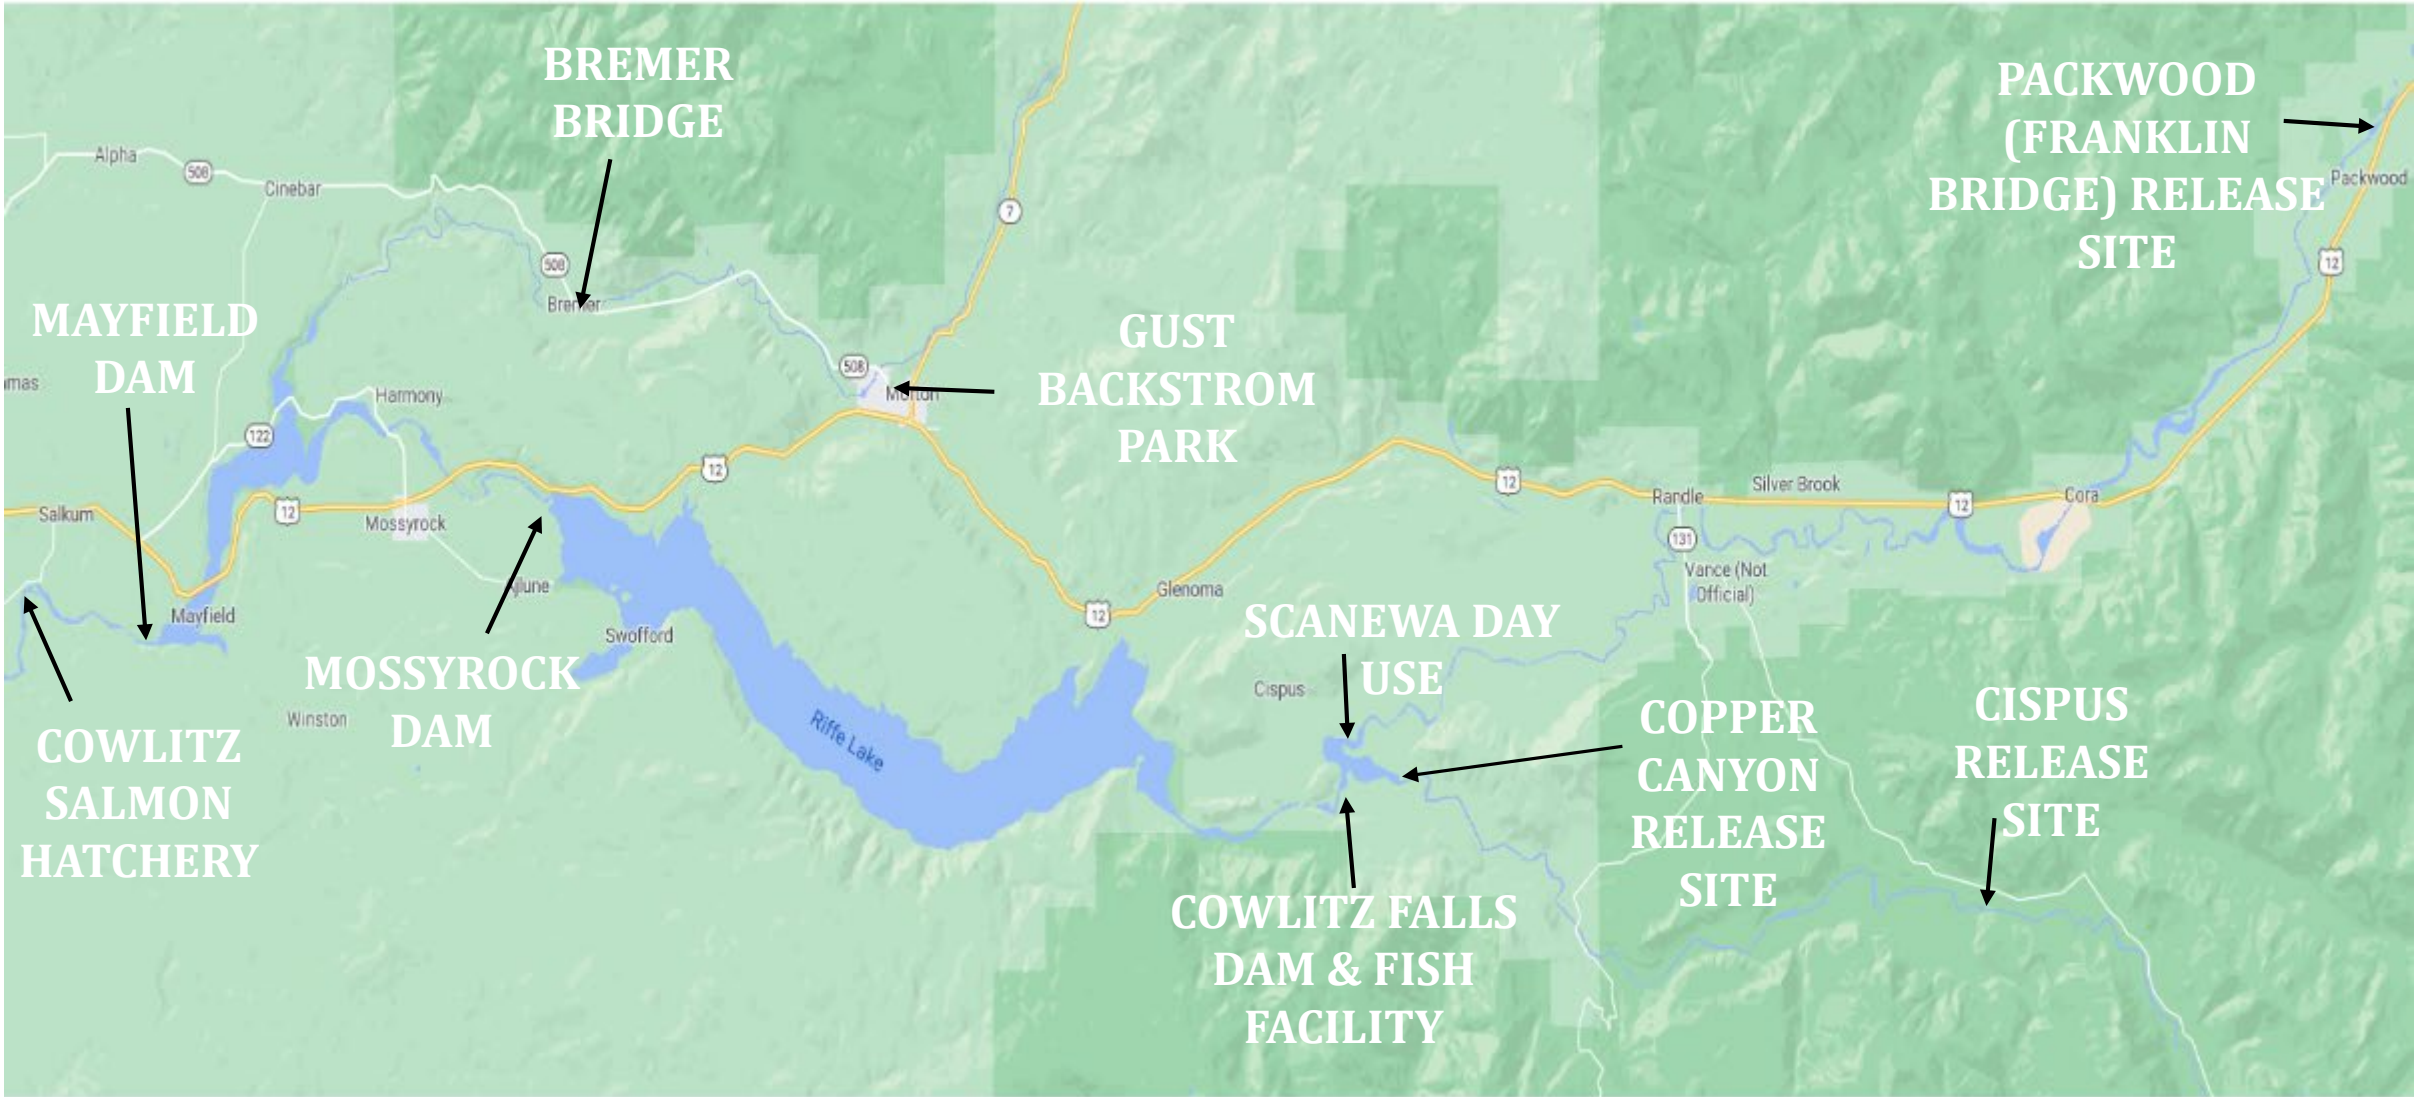 BREMER
BRIDGE
PACKWOOD
(FRANKLIN
BRIDGE) RELEASE
SITE
Alpha
508
Cinebar
Packwood
7
12
508
Bremer
MAYFIELD
DAM
GUST
BACKSTROM
PARK
508
Morton
amas
Harmony
122
12
12
Randle
Silver Brook
12
Cora
Salkum
12
Mossyrock
131
Vance (Not
Official)
Ajlune
Glenoma
12
Mayfield
Swofford
SCANEWA DAY
USE
MOSSYROCK
DAM
Cispus
Winston
Riffe Lake
COPPER
CANYON
RELEASE
SITE
CISPUS
RELEASE
SITE
COWLITZ
SALMON
HATCHERY
COWLITZ FALLS
DAM & FISH
FACILITY